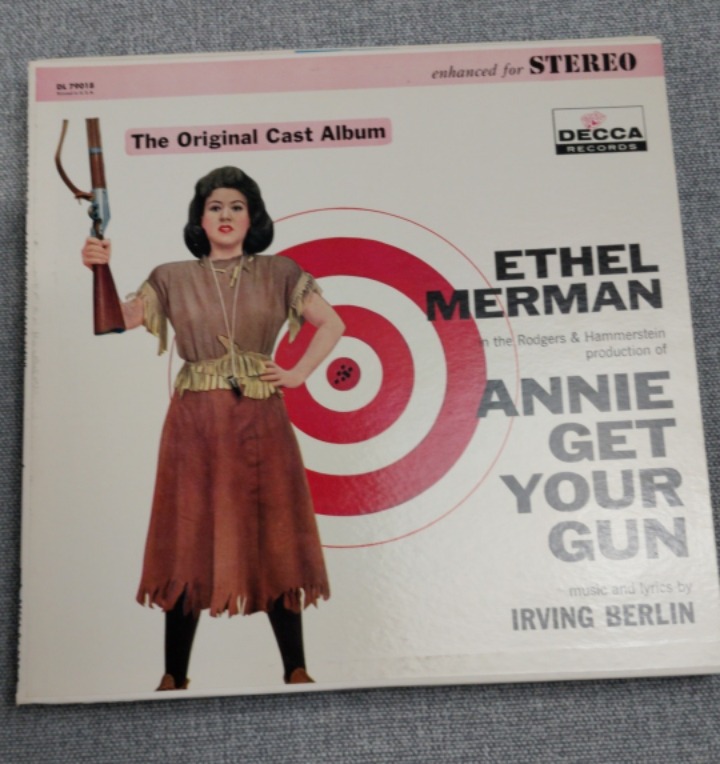 enhanced for STEREO
DL 79018
The Original Cast Album
DECCA
RECORDS
ETHEL
MERMAN
in the Rodgers & Hammerstein
production of
ANNIE
GET
YOUR
GUN
music and lyrics by
IRVING BERLIN